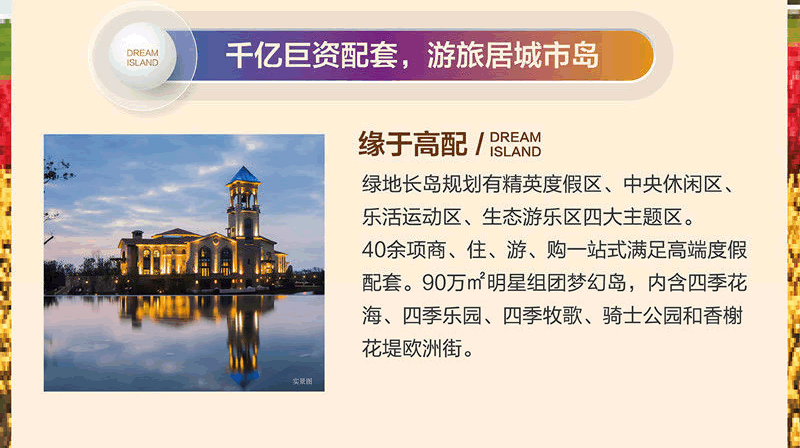 DREAM
ISLAND
千亿巨资配套，游旅居城市岛
缘于高配 / DREAM
ISLAND
绿地长岛规划有精英度假区、中央休闲区、
乐活运动区、生态游乐区四大主题区。
40余项商、住、游、购一站式满足高端度假
配套。90万㎡明星组团梦幻岛，内含四季花
海、四季乐园、四季牧歌、骑士公园和香榭
花堤欧洲街。
实景图